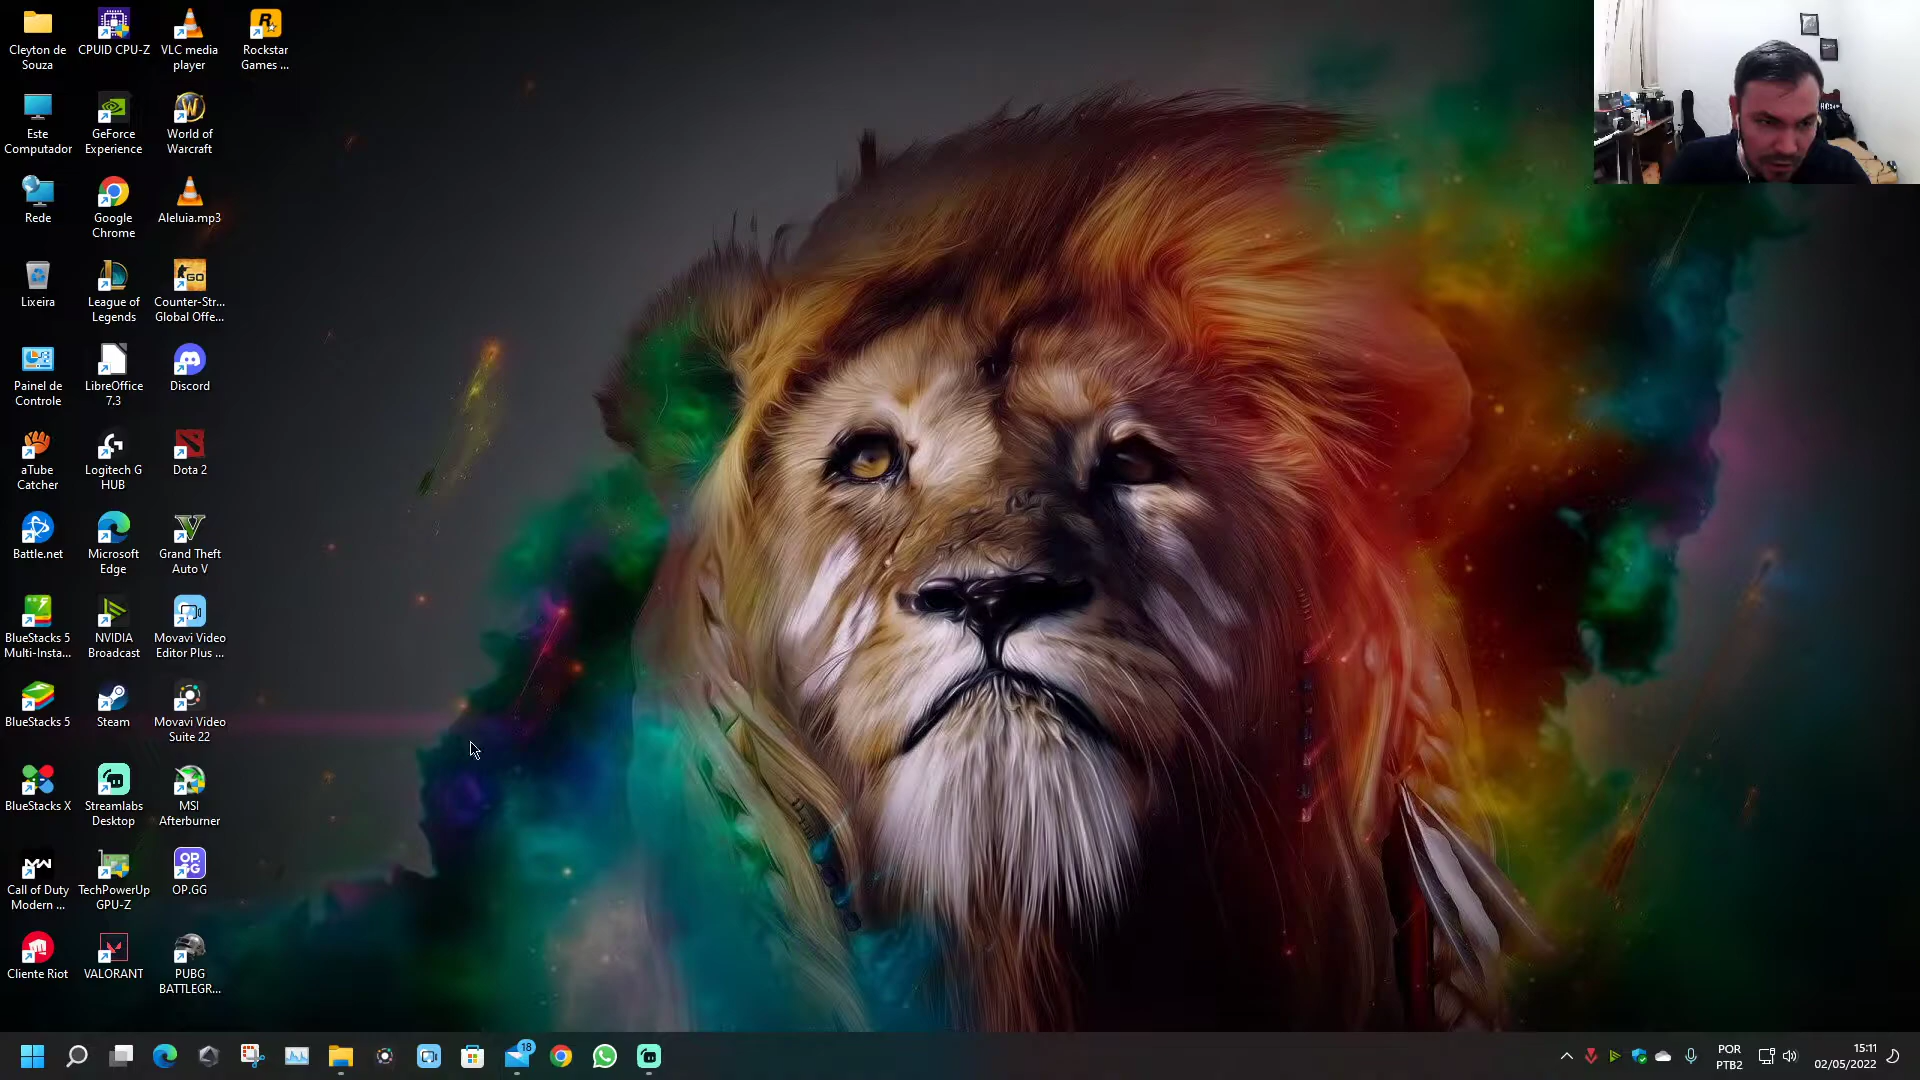 Cleyton de
Souza
CPUID CPU-Z
VLC media
player
Rockstar
Games ...
Este
Computador
GeForce
Experience
World of
Warcraft
Rede
Google
Chrome
Aleluia.mp3
Lixeira
League of
Legends
Counter-Str...
Global Offe...
Painel de
Controle
LibreOffice
7.3
Discord
aTube
Catcher
Logitech G
HUB
Dota 2
Battle.net
Microsoft
Edge
Grand Theft
Auto V
BlueStacks 5
Multi-Insta...
NVIDIA
Broadcast
Movavi Video
Editor Plus ...
BlueStacks 5
Steam
Movavi Video
Suite 22
BlueStacks X
Streamlabs
Desktop
MSI
Afterburner
Call of Duty
Modern ...
TechPowerUp
GPU-Z
OP.GG
Cliente Riot
VALORANT
PUBG
BATTLEGR...
18
POR
PTB2
15:11
02/05/2022